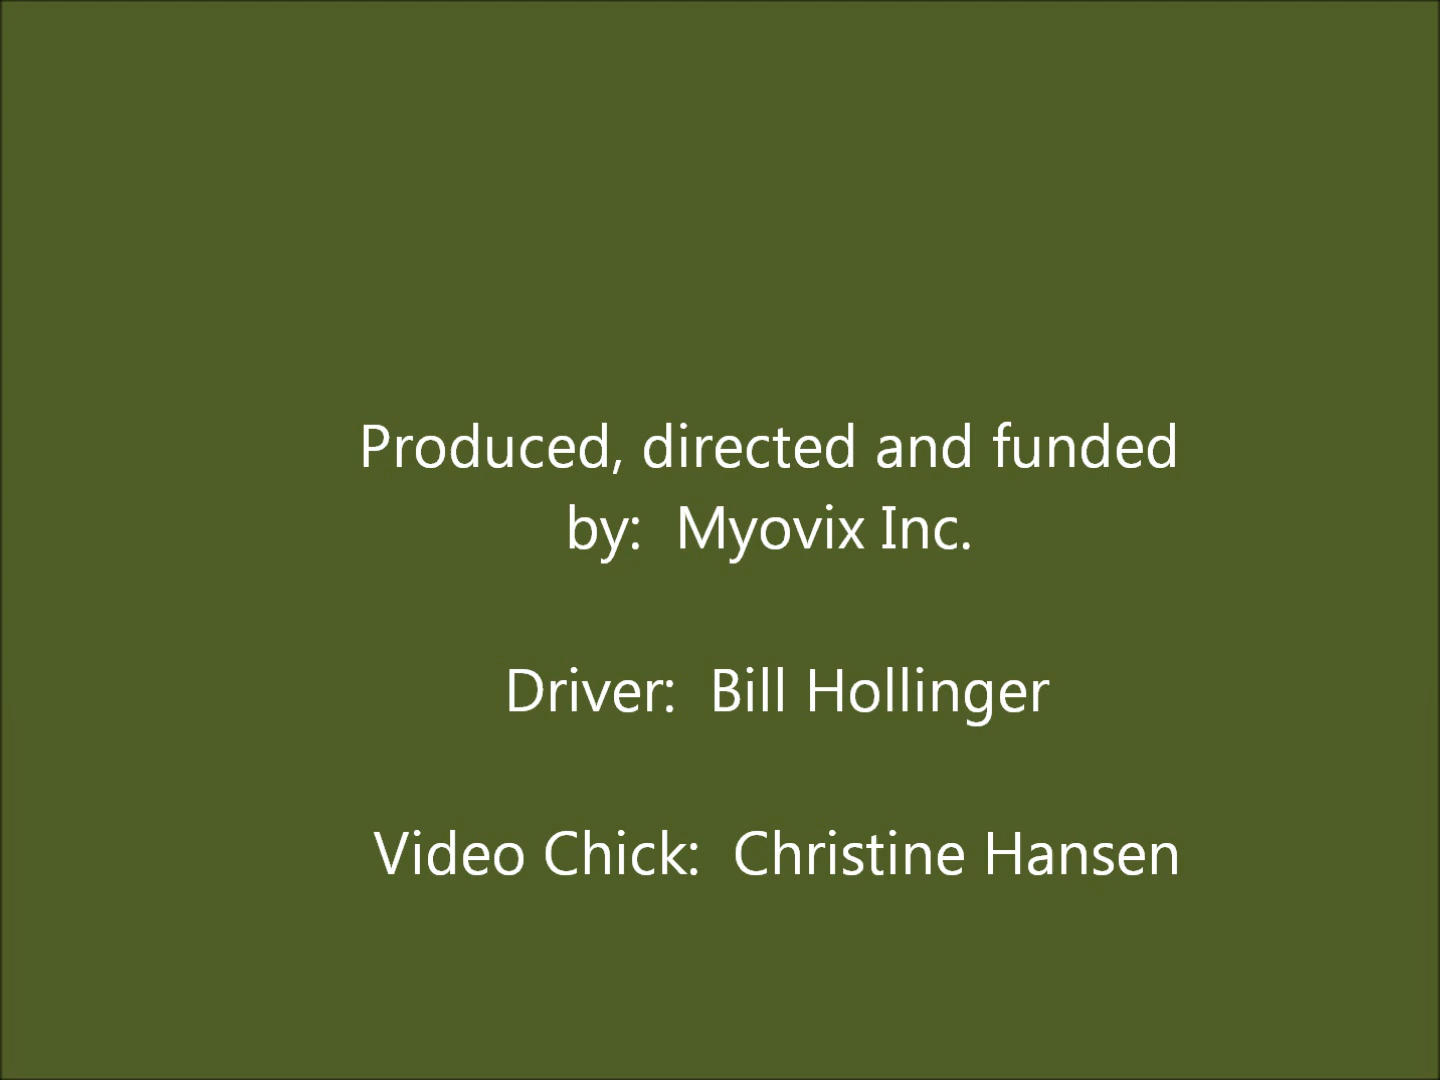 Produced, directed and funded
by:  Myovix Inc.
Driver:  Bill Hollinger
Video Chick:  Christine Hansen